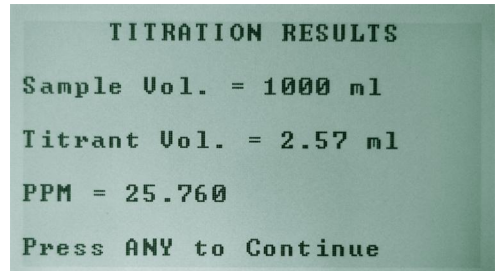 TITRATION RESULTS
Sample Vol. = 1000 ml
Titrant Vol. = 2.57 ml
PPM = 25.760
Press ANY to Continue